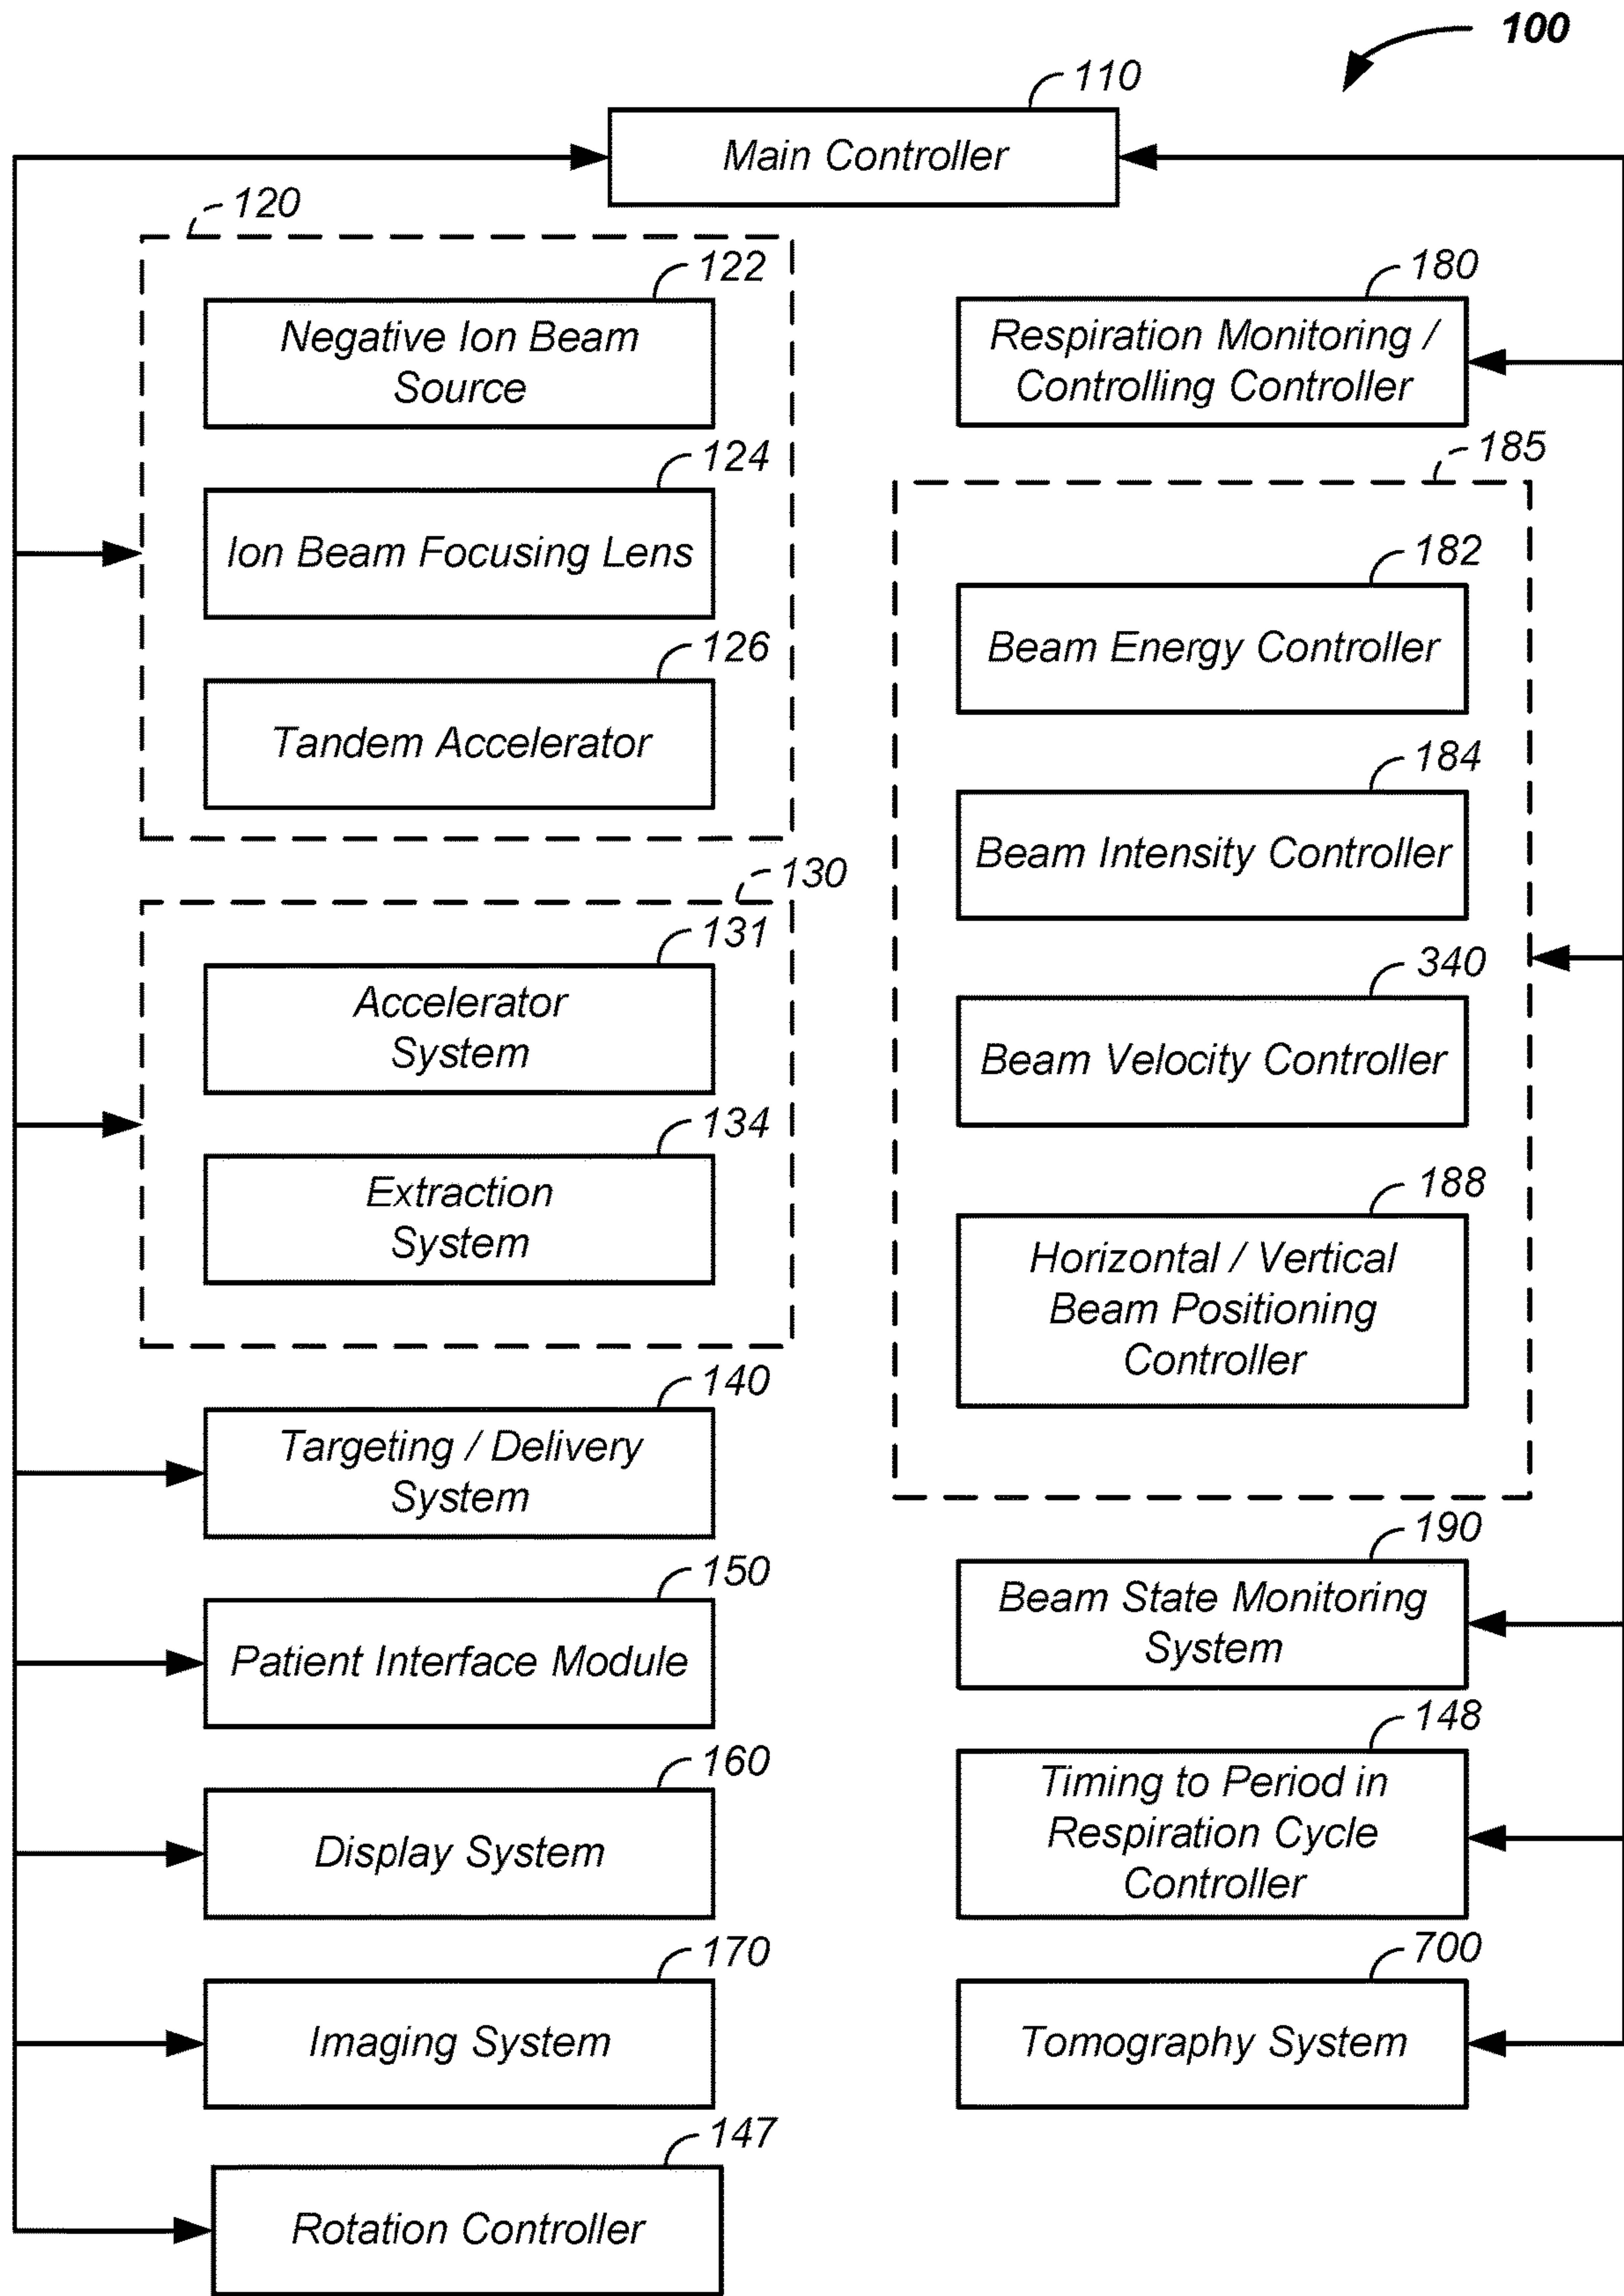 100
110
Main Controller
120
122
Negative Ion Beam
Source
124
Ion Beam Focusing Lens
126
Tandem Accelerator
130
131
Accelerator
System
134
Extraction
System
140
Targeting / Delivery
System
150
Patient Interface Module
160
Display System
170
Imaging System
147
Rotation Controller
180
Respiration Monitoring /
Controlling Controller
185
182
Beam Energy Controller
184
Beam Intensity Controller
340
Beam Velocity Controller
188
Horizontal / Vertical
Beam Positioning
Controller
190
Beam State Monitoring
System
148
Timing to Period in
Respiration Cycle
Controller
700
Tomography System